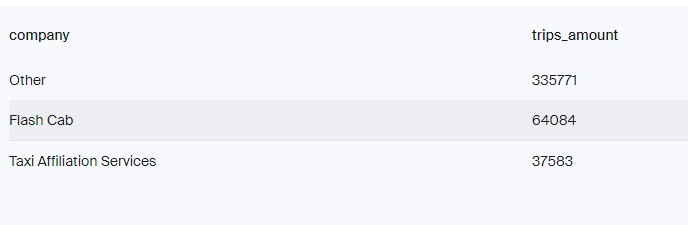 company trips_amount
Other 335771
Flash Cab 64084
Taxi Affiliation Services 37583